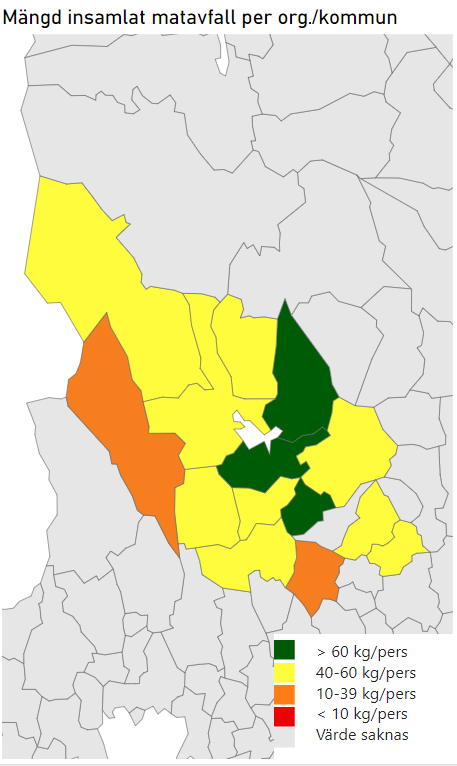 Mängd insamlat matavfall per org./kommun
> 60 kg/pers
40-60 kg/pers
10-39 kg/pers
< 10 kg/pers
Värde saknas